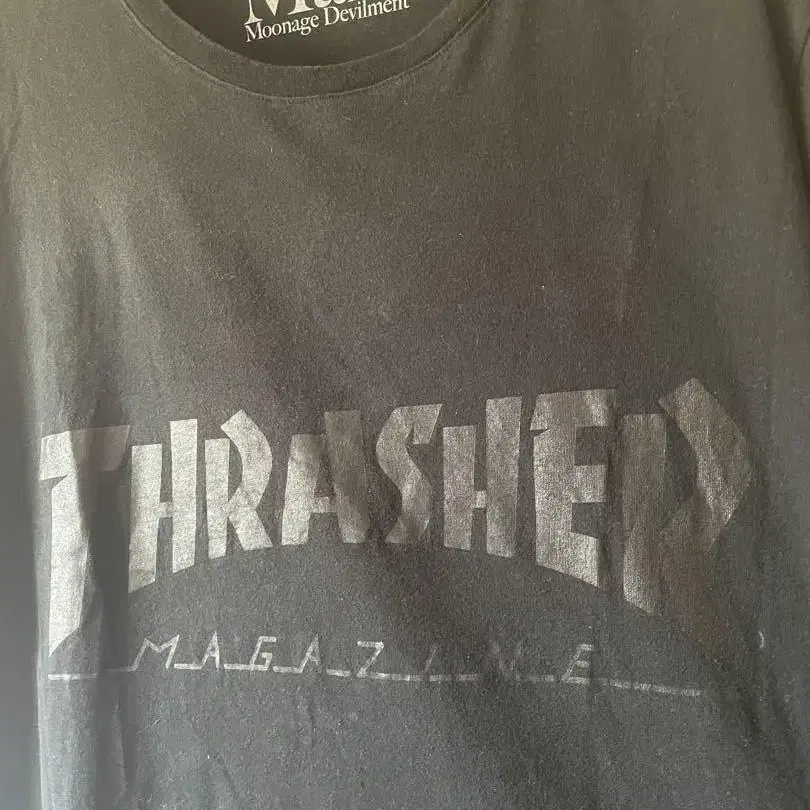 Moonage Devilment
THRASHER
MAGAZINE